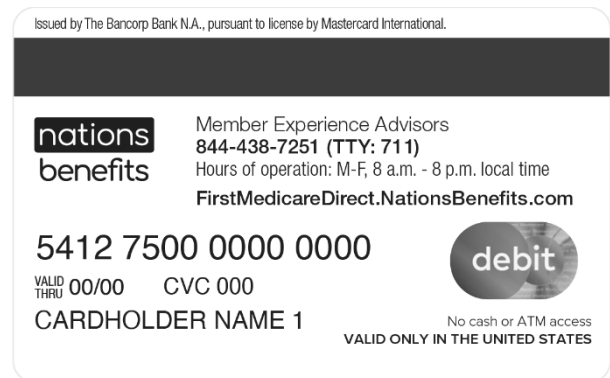 Issued by The Bancorp Bank N.A., pursuant to license by Mastercard International.
nations
benefits
Member Experience Advisors
844-438-7251 (TTY: 711)
Hours of operation: M-F, 8 a.m. - 8 p.m. local time
FirstMedicareDirect.NationsBenefits.com
5412 7500 0000 0000
debit
VALID THRU 00/00 CVC 000
CARDHOLDER NAME 1
No cash or ATM access
VALID ONLY IN THE UNITED STATES